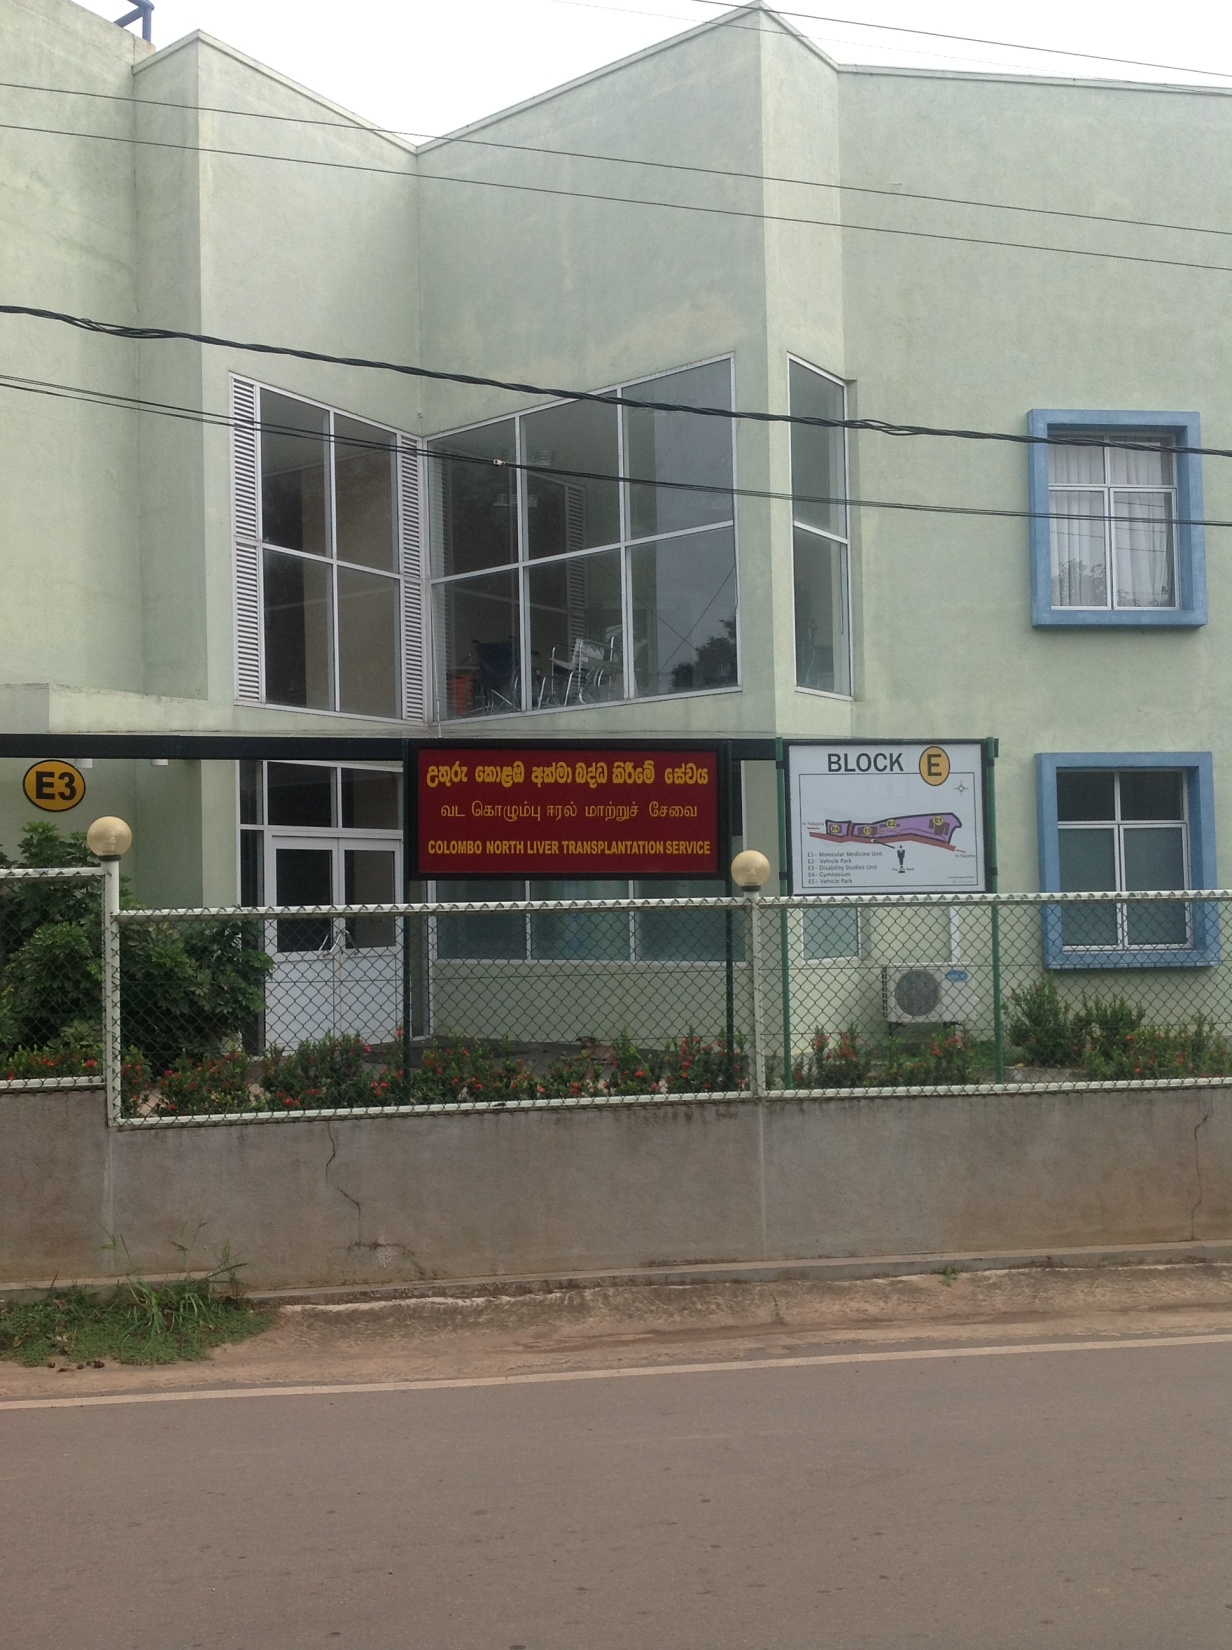 E3
උතුරු කොළඹ අක්මා බද්ධ කිරීමේ සේවය
வட கொழும்பு ஈரல் மாற்றுச் சேவை
COLOMBO NORTH LIVER TRANSPLANTATION SERVICE
BLOCK E
E1 - Molecular Medicine Unit
E2 - Vehicle Park
E3 - Disability Studies Unit
E4 - Gymnasium
E5 - Vehicle Park